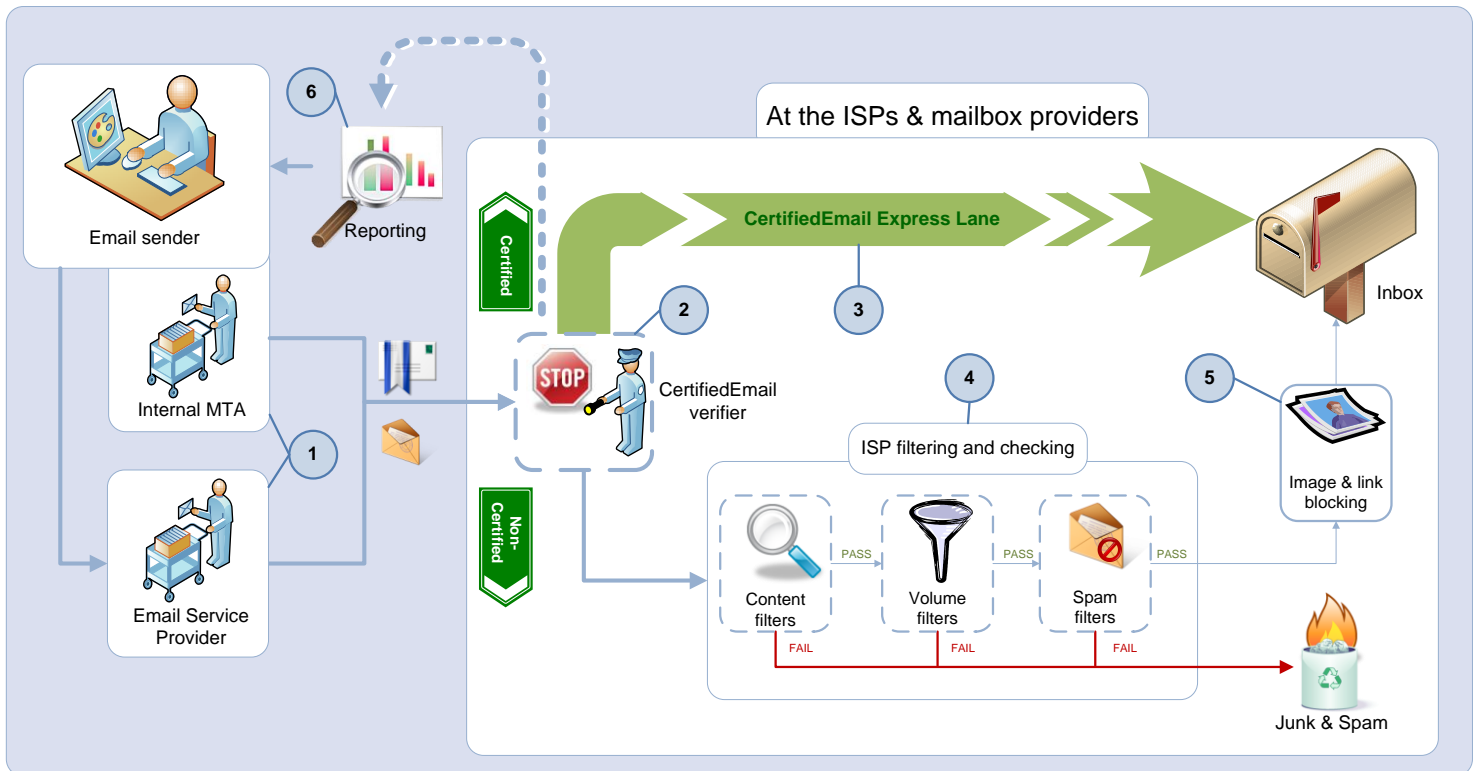 6
At the ISPs & mailbox providers
Email sender
Reporting
Certified
CertifiedEmail Express Lane
Inbox
2
3
STOP
CertifiedEmail
verifier
Internal MTA
1
4
5
ISP filtering and checking
Image & link
blocking
Non-
Certified
PASS
PASS
PASS
Content
filters
Volume
filters
Spam
filters
Email Service
Provider
FAIL
FAIL
FAIL
Junk & Spam